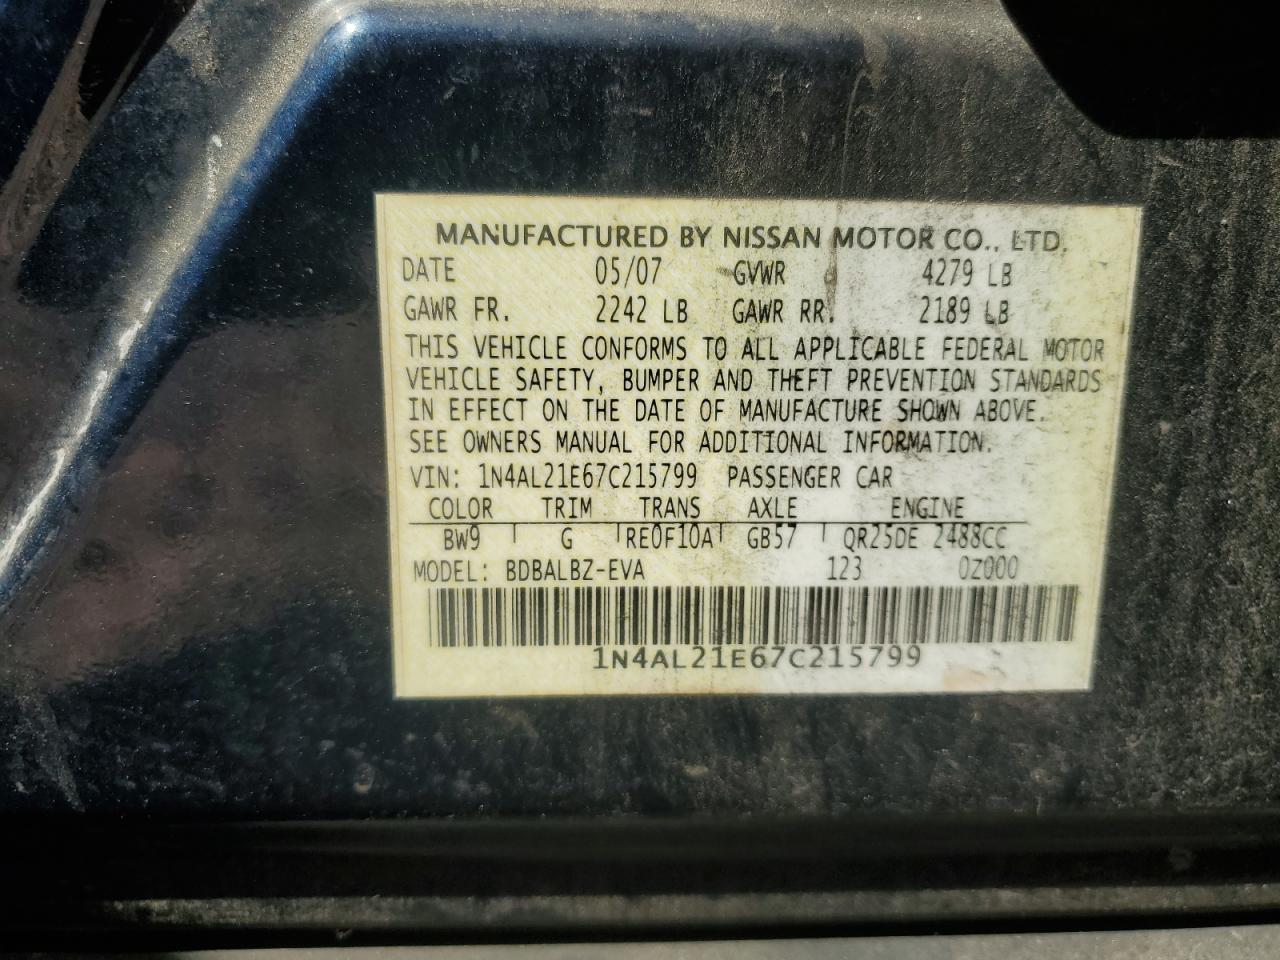 MANUFACTURED BY NISSAN MOTOR CO., LTD.
DATE 05/07 GVWR 4279 LB
GAWR FR. 2242 LB GAWR RR. 2189 LB
THIS VEHICLE CONFORMS TO ALL APPLICABLE FEDERAL MOTOR
VEHICLE SAFETY, BUMPER AND THEFT PREVENTION STANDARDS
IN EFFECT ON THE DATE OF MANUFACTURE SHOWN ABOVE.
SEE OWNERS MANUAL FOR ADDITIONAL INFORMATION.
VIN: 1N4AL21E67C215799 PASSENGER CAR
COLOR TRIM TRANS AXLE ENGINE
BW9 G RE0F10A GB57 QR25DE 2488CC
MODEL: BDBALBZ-EVA 123 0Z000
1N4AL21E67C215799